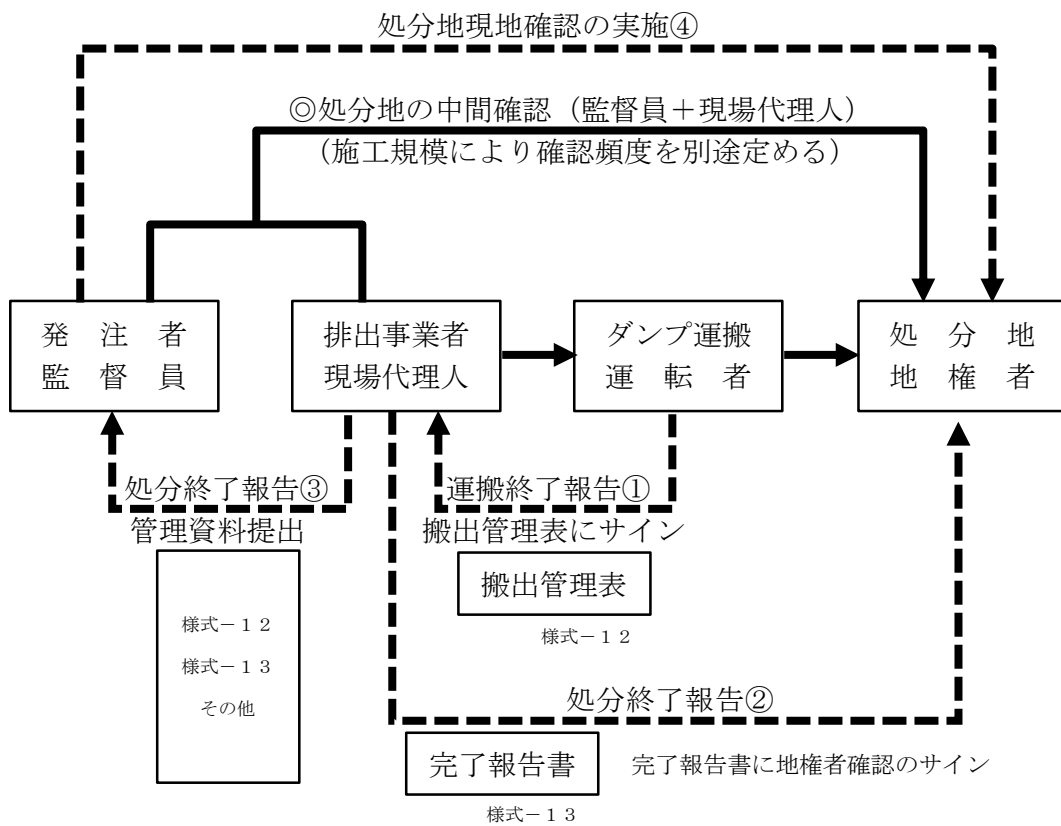 処分地現地確認の実施④
◎処分地の中間確認（監督員＋現場代理人）
（施工規模により確認頻度を別途定める）
発注者
監督員
排出事業者
現場代理人
ダンプ運搬
運転者
処分地
地権者
処分終了報告③
管理資料提出
運搬終了報告①
搬出管理表にサイン
搬出管理表
様式－１２
様式－１２
様式－１３
その他
処分終了報告②
完了報告書
完了報告書に地権者確認のサイン
様式－１３